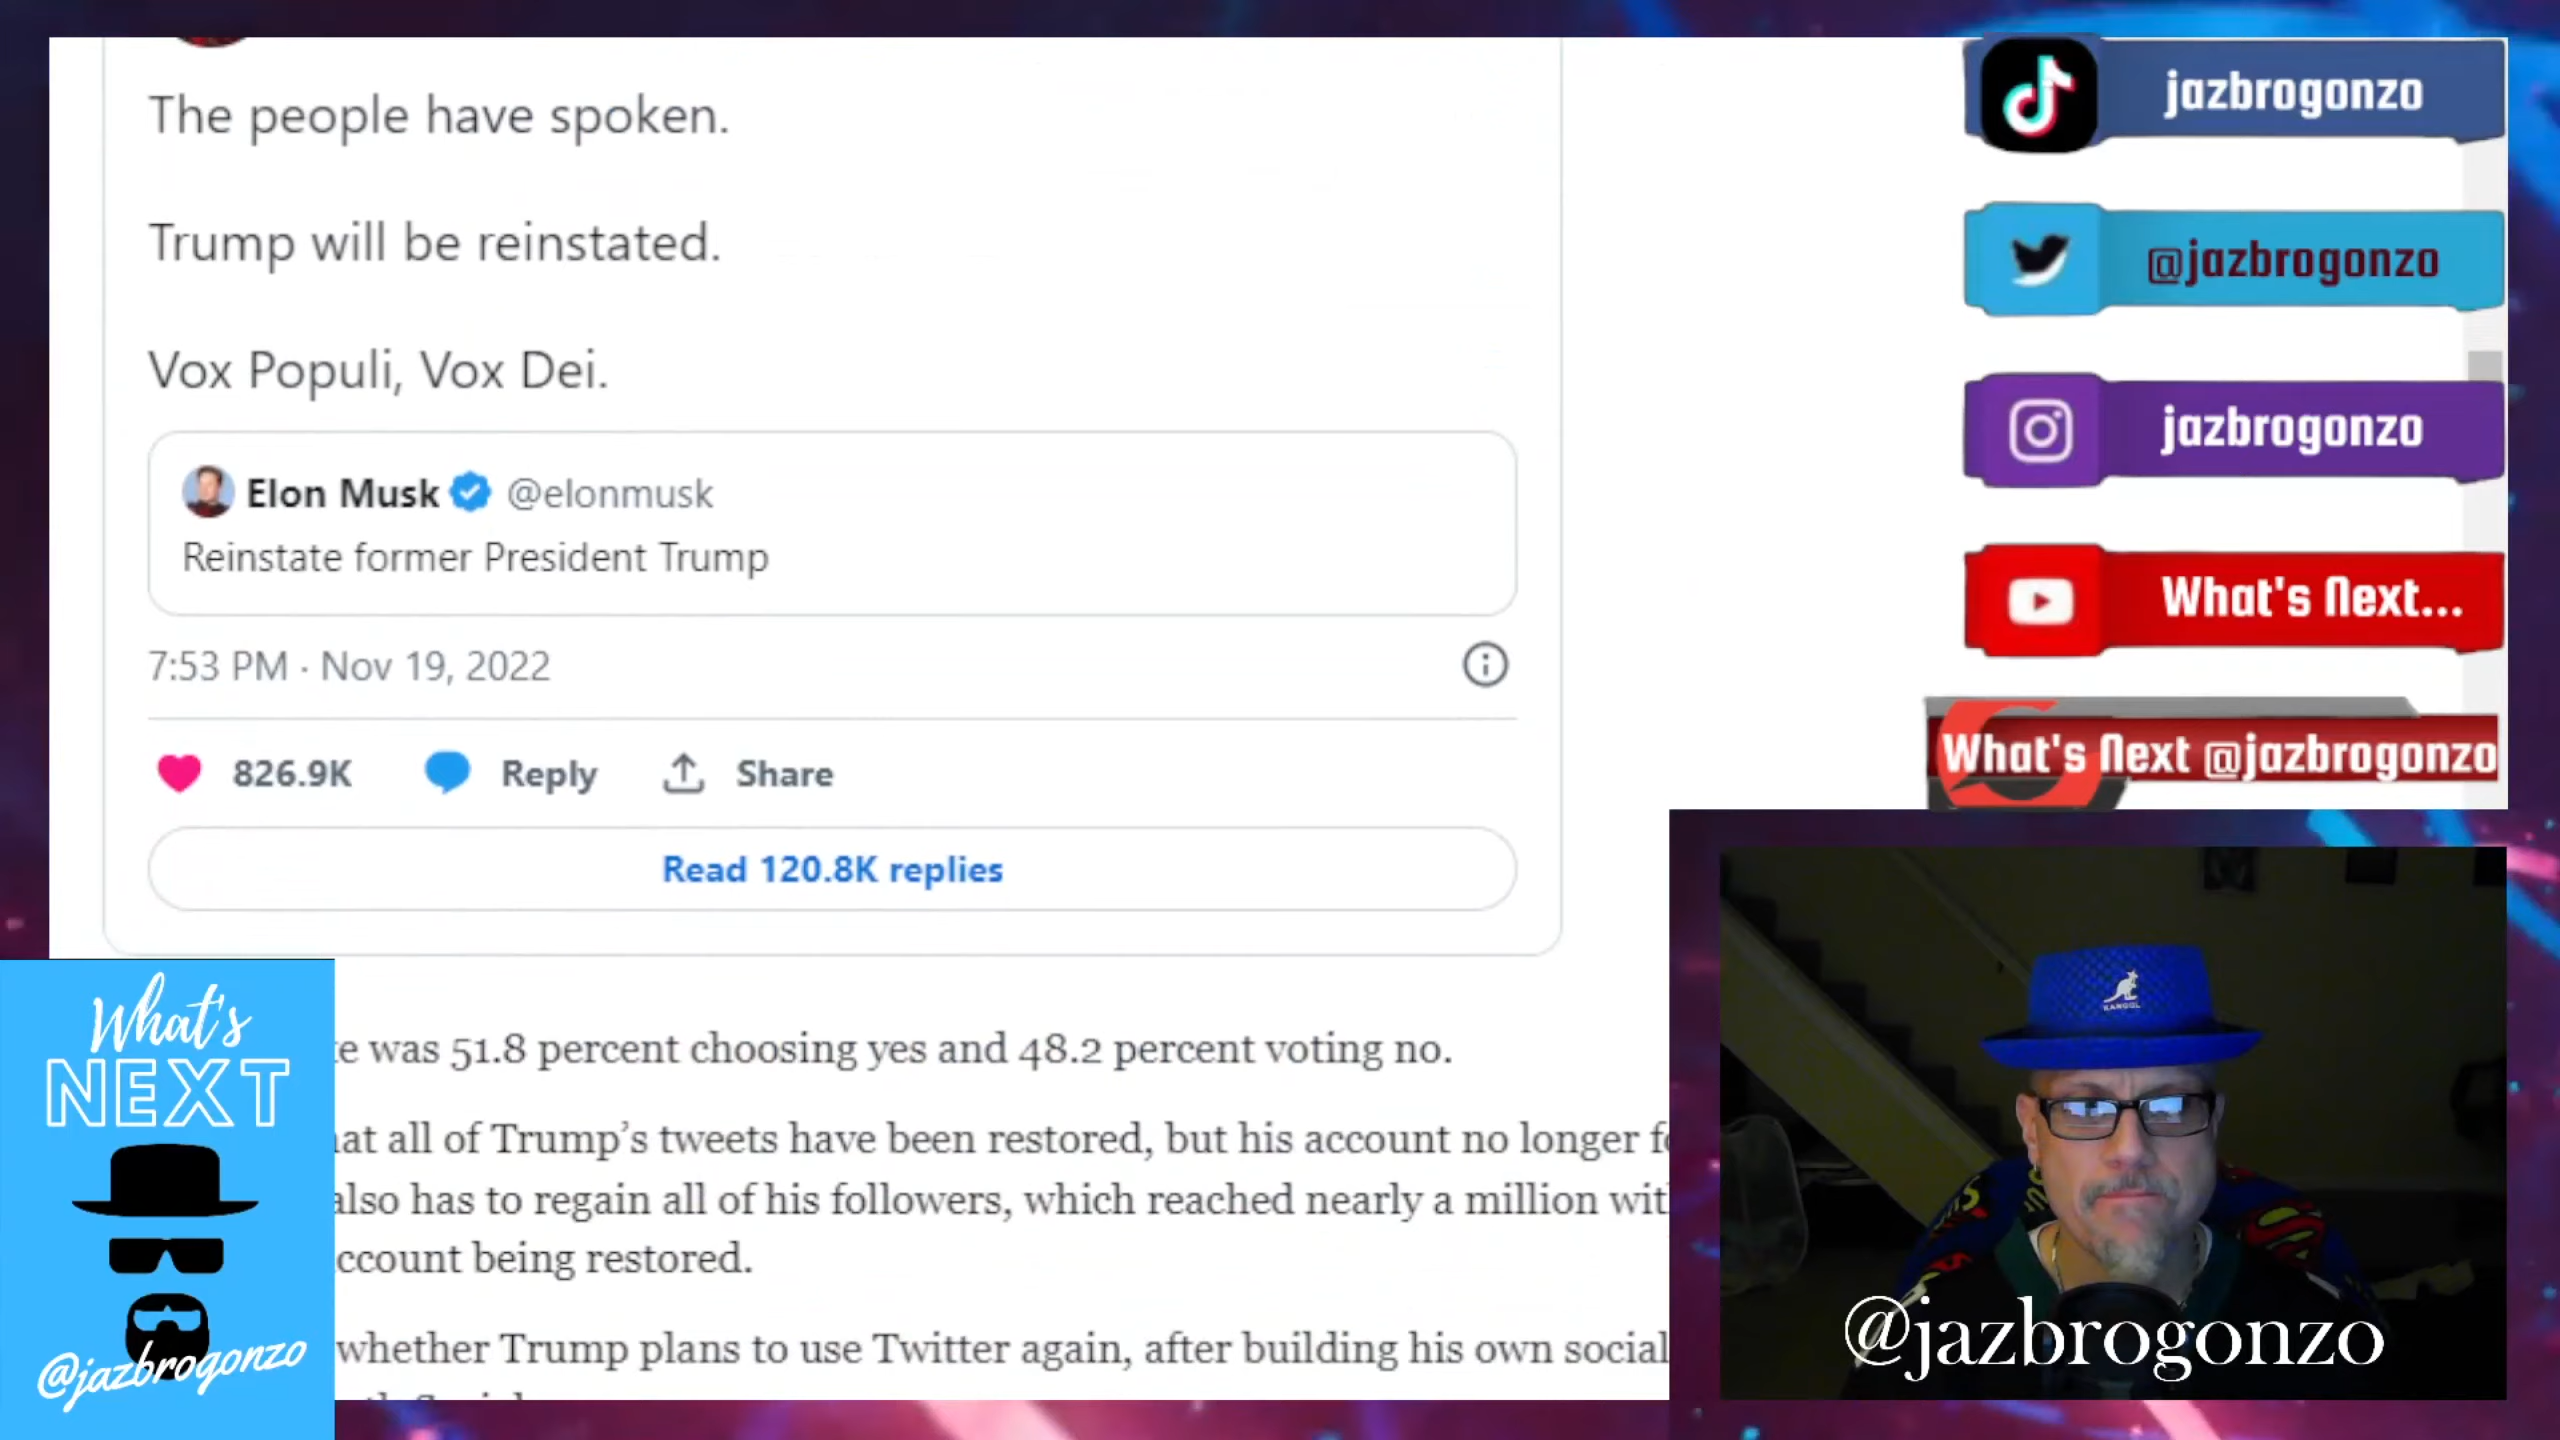 The people have spoken.
Trump will be reinstated.
Vox Populi, Vox Dei.
Elon Musk @elonmusk
Reinstate former President Trump
7:53 PM · Nov 19, 2022
826.9K Reply Share
Read 120.8K replies
was 51.8 percent choosing yes and 48.2 percent voting no.
all of Trump's tweets have been restored, but his account no longer
also has to regain all of his followers, which reached nearly a million
being restored.
whether Trump plans to use Twitter again, after building his own social
jazbrogonzo
@jazbrogonzo
jazbrogonzo
What's Next...
What's Next @jazbrogonzo
What's
NEXT
@jazbrogonzo
KANGOL
@jazbrogonzo